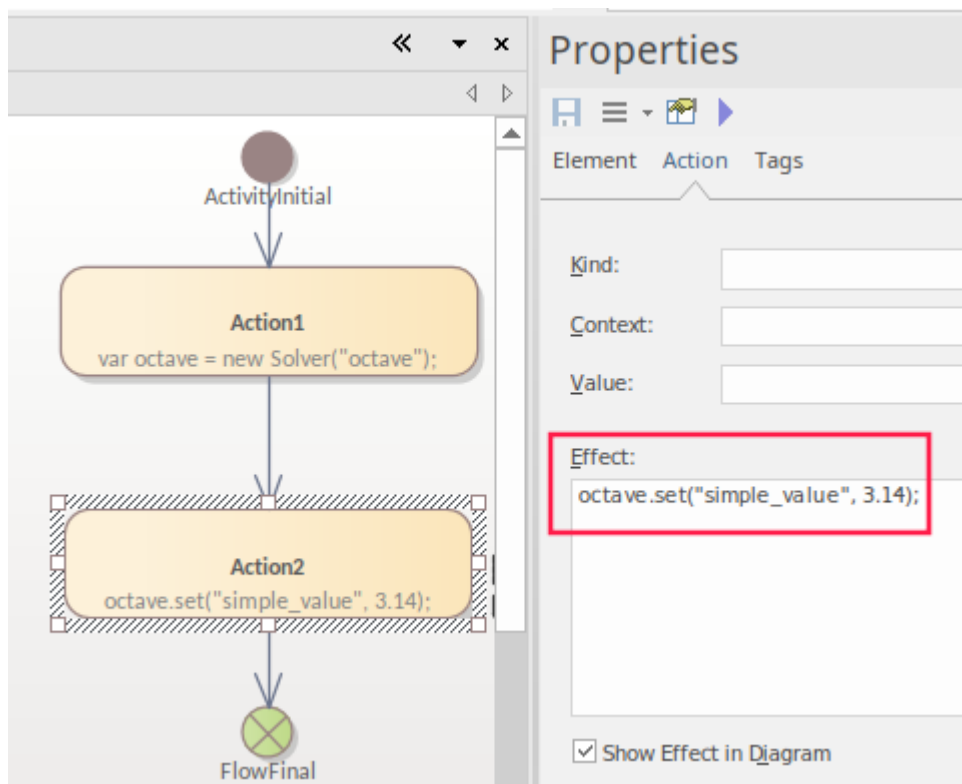 Properties
Element Action Tags
ActivityInitial
Action1
var octave = new Solver("octave");
Action2
octave.set("simple_value", 3.14);
FlowFinal
Kind:
Context:
Value:
Effect:
octave.set("simple_value", 3.14);
Show Effect in Diagram